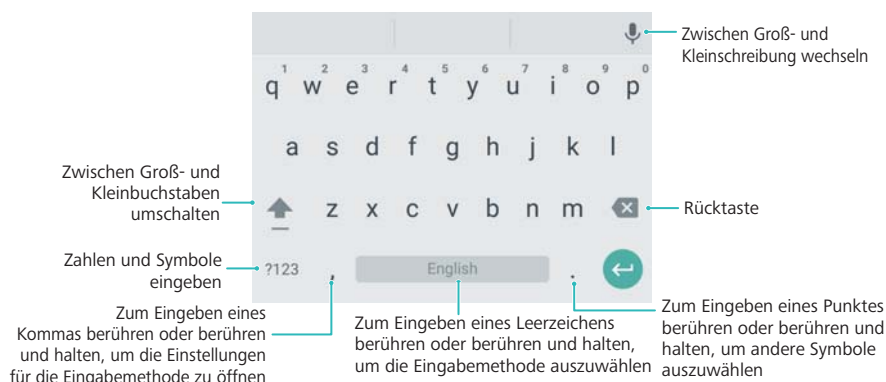 Zwischen Groß- und
Kleinschreibung wechseln
1 2 3 4 5 6 7 8 9 0
q w e r t y u i o p
a s d f g h j k l
Zwischen Groß- und
Kleinbuchstaben
umschalten
z x c v b n m
Rücktaste
Zahlen und Symbole
eingeben
?123 , English .
Zum Eingeben eines
Kommas berühren oder berühren
und halten, um die Einstellungen
für die Eingabemethode zu öffnen
Zum Eingeben eines Leerzeichens
berühren oder berühren und halten,
um die Eingabemethode auszuwählen
Zum Eingeben eines Punktes
berühren oder berühren und
halten, um andere Symbole
auszuwählen